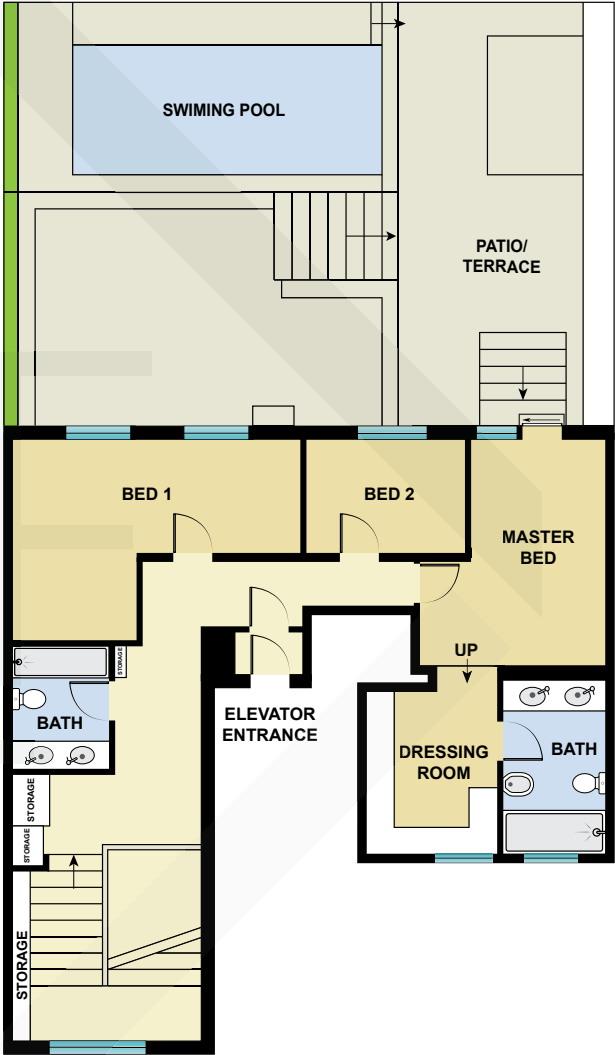 SWIMING POOL
PATIO/
TERRACE
BED 1
BED 2
MASTER
BED
UP
STORAGE
BATH
ELEVATOR
ENTRANCE
DRESSING
ROOM
BATH
STORAGE
STORAGE
STORAGE